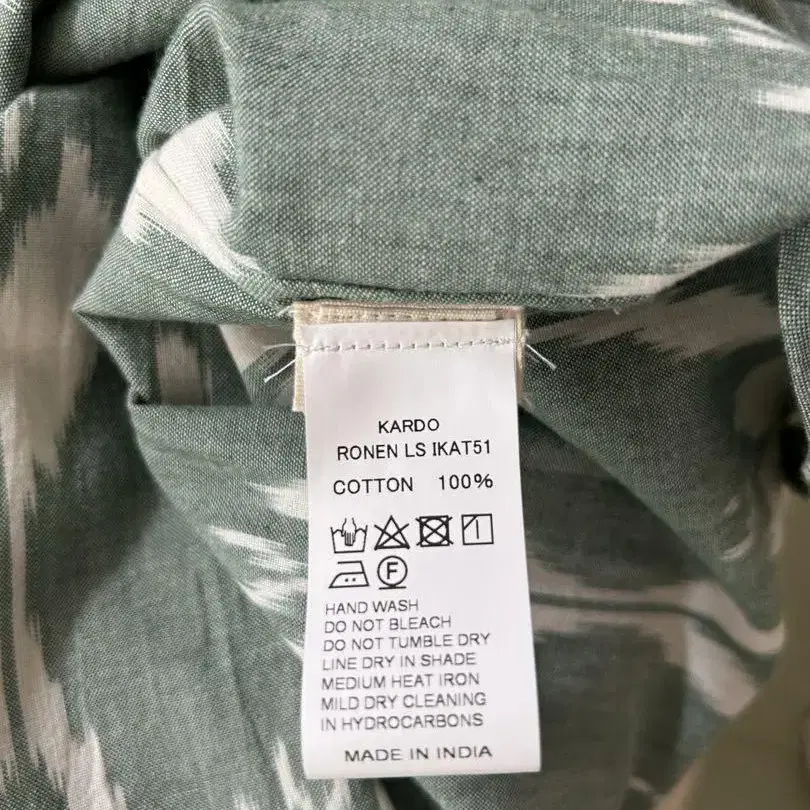 KARDO
RONEN LS IKAT51
COTTON 100%
F
HAND WASH
DO NOT BLEACH
DO NOT TUMBLE DRY
LINE DRY IN SHADE
MEDIUM HEAT IRON
MILD DRY CLEANING
IN HYDROCARBONS
MADE IN INDIA